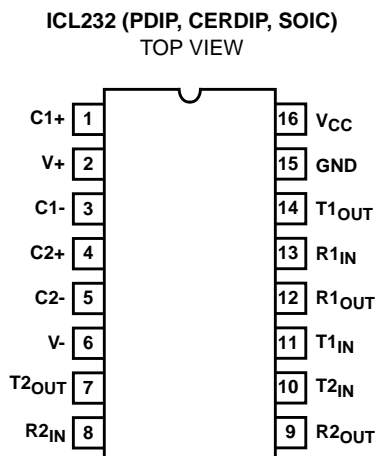 ICL232 (PDIP, CERDIP, SOIC)
TOP VIEW
C1+ 1 16 VCC
V+ 2 15 GND
C1- 3 14 T1OUT
C2+ 4 13 R1IN
C2- 5 12 R1OUT
V- 6 11 T1IN
T2OUT 7 10 T2IN
R2IN 8 9 R2OUT